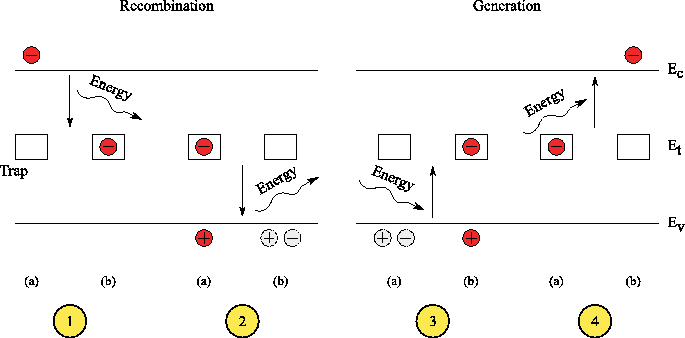 Recombination
Generation
Energy
Energy
Energy
Energy
Trap
E_c
E_t
E_v
(a)
(b)
(a)
(b)
(a)
(b)
(a)
(b)
1
2
3
4